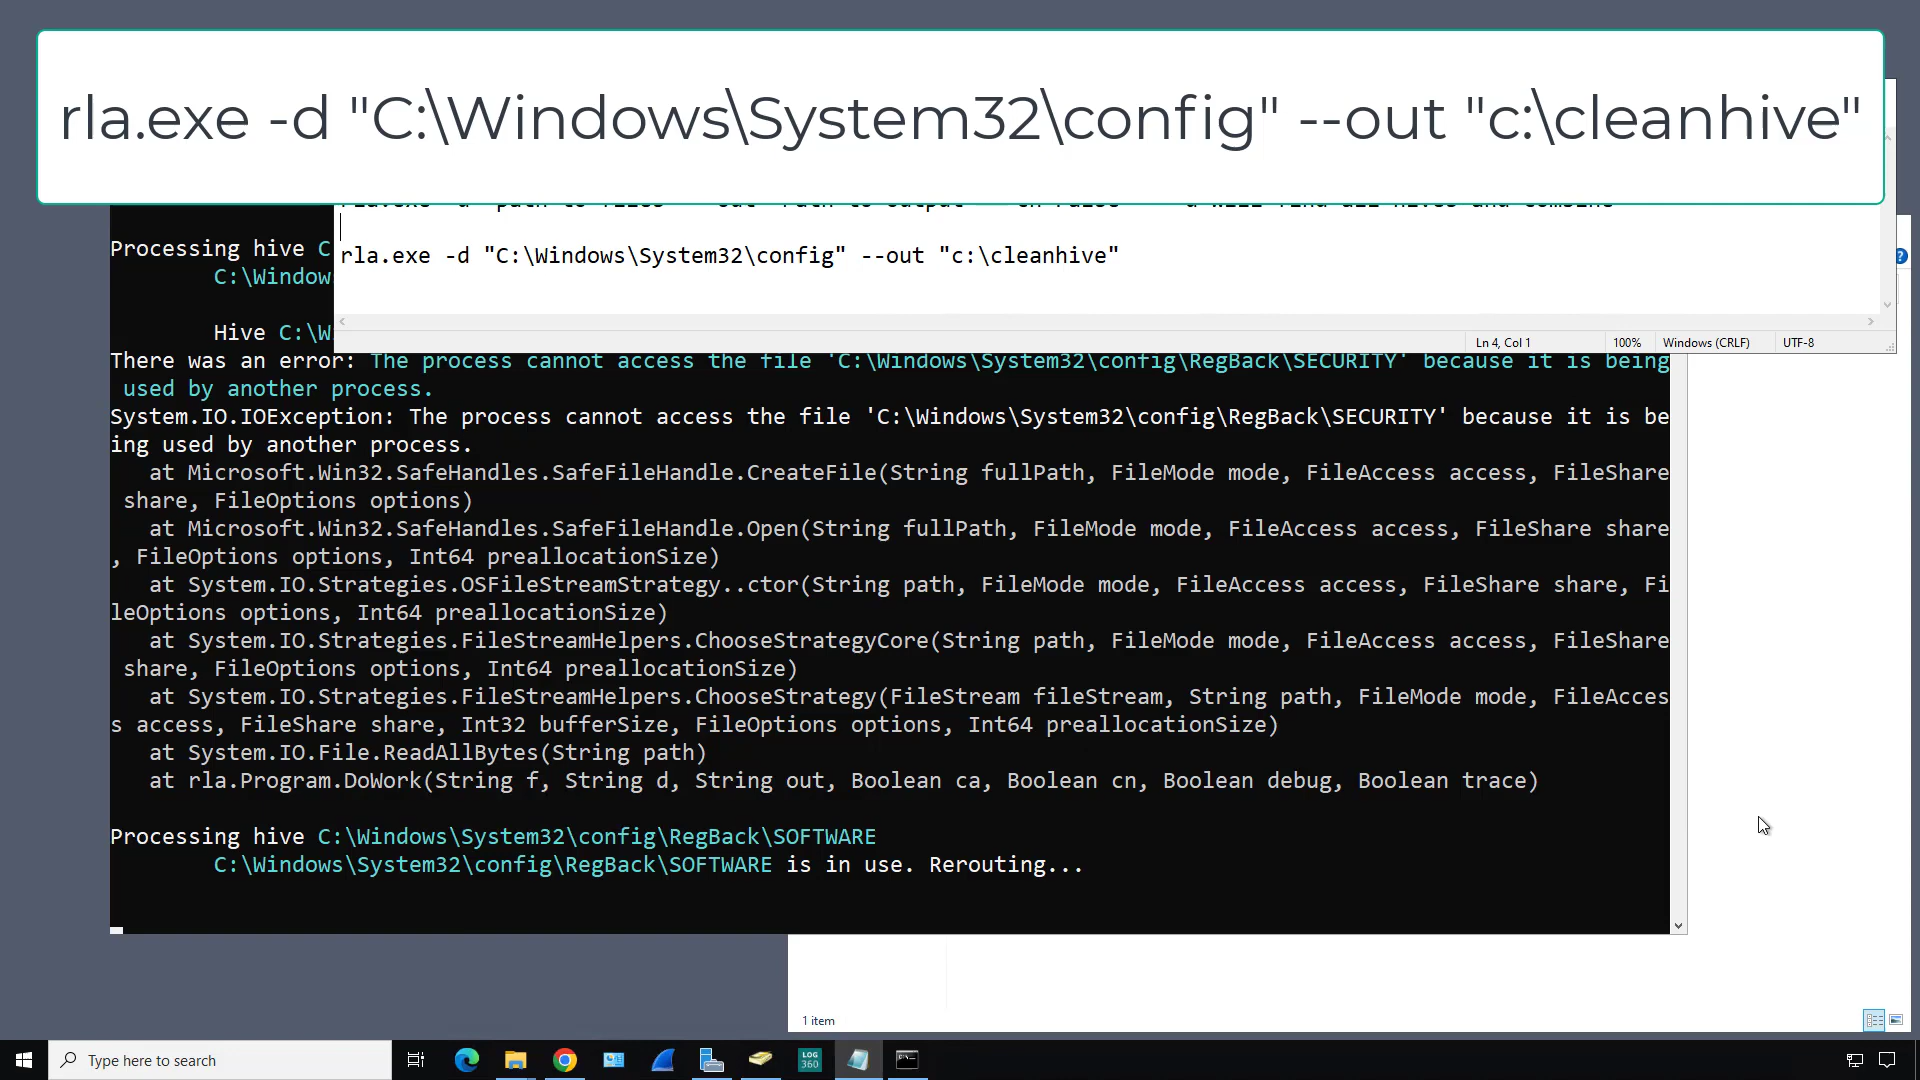 rla.exe -d "C:\Windows\System32\config" --out "c:\cleanhive"
rla.exe -d "C:\Windows\System32\config" --out "c:\cleanhive"
Ln 4, Col 1
100%
Windows (CRLF)
UTF-8
Processing hive C
C:\Window
Hive C:\W
There was an error: The process cannot access the file 'C:\Windows\System32\config\RegBack\SECURITY' because it is being
used by another process.
System.IO.IOException: The process cannot access the file 'C:\Windows\System32\config\RegBack\SECURITY' because it is be
ing used by another process.
at Microsoft.Win32.SafeHandles.SafeFileHandle.CreateFile(String fullPath, FileMode mode, FileAccess access, FileShare
share, FileOptions options)
at Microsoft.Win32.SafeHandles.SafeFileHandle.Open(String fullPath, FileMode mode, FileAccess access, FileShare share
, FileOptions options, Int64 preallocationSize)
at System.IO.Strategies.OSFileStreamStrategy..ctor(String path, FileMode mode, FileAccess access, FileShare share, Fi
leOptions options, Int64 preallocationSize)
at System.IO.Strategies.FileStreamHelpers.ChooseStrategyCore(String path, FileMode mode, FileAccess access, FileShare
share, FileOptions options, Int64 preallocationSize)
at System.IO.Strategies.FileStreamHelpers.ChooseStrategy(FileStream fileStream, String path, FileMode mode, FileAcces
s access, FileShare share, Int32 bufferSize, FileOptions options, Int64 preallocationSize)
at System.IO.File.ReadAllBytes(String path)
at rla.Program.DoWork(String f, String d, String out, Boolean ca, Boolean cn, Boolean debug, Boolean trace)
Processing hive C:\Windows\System32\config\RegBack\SOFTWARE
C:\Windows\System32\config\RegBack\SOFTWARE is in use. Rerouting...
1 item
Type here to search
LOG
360